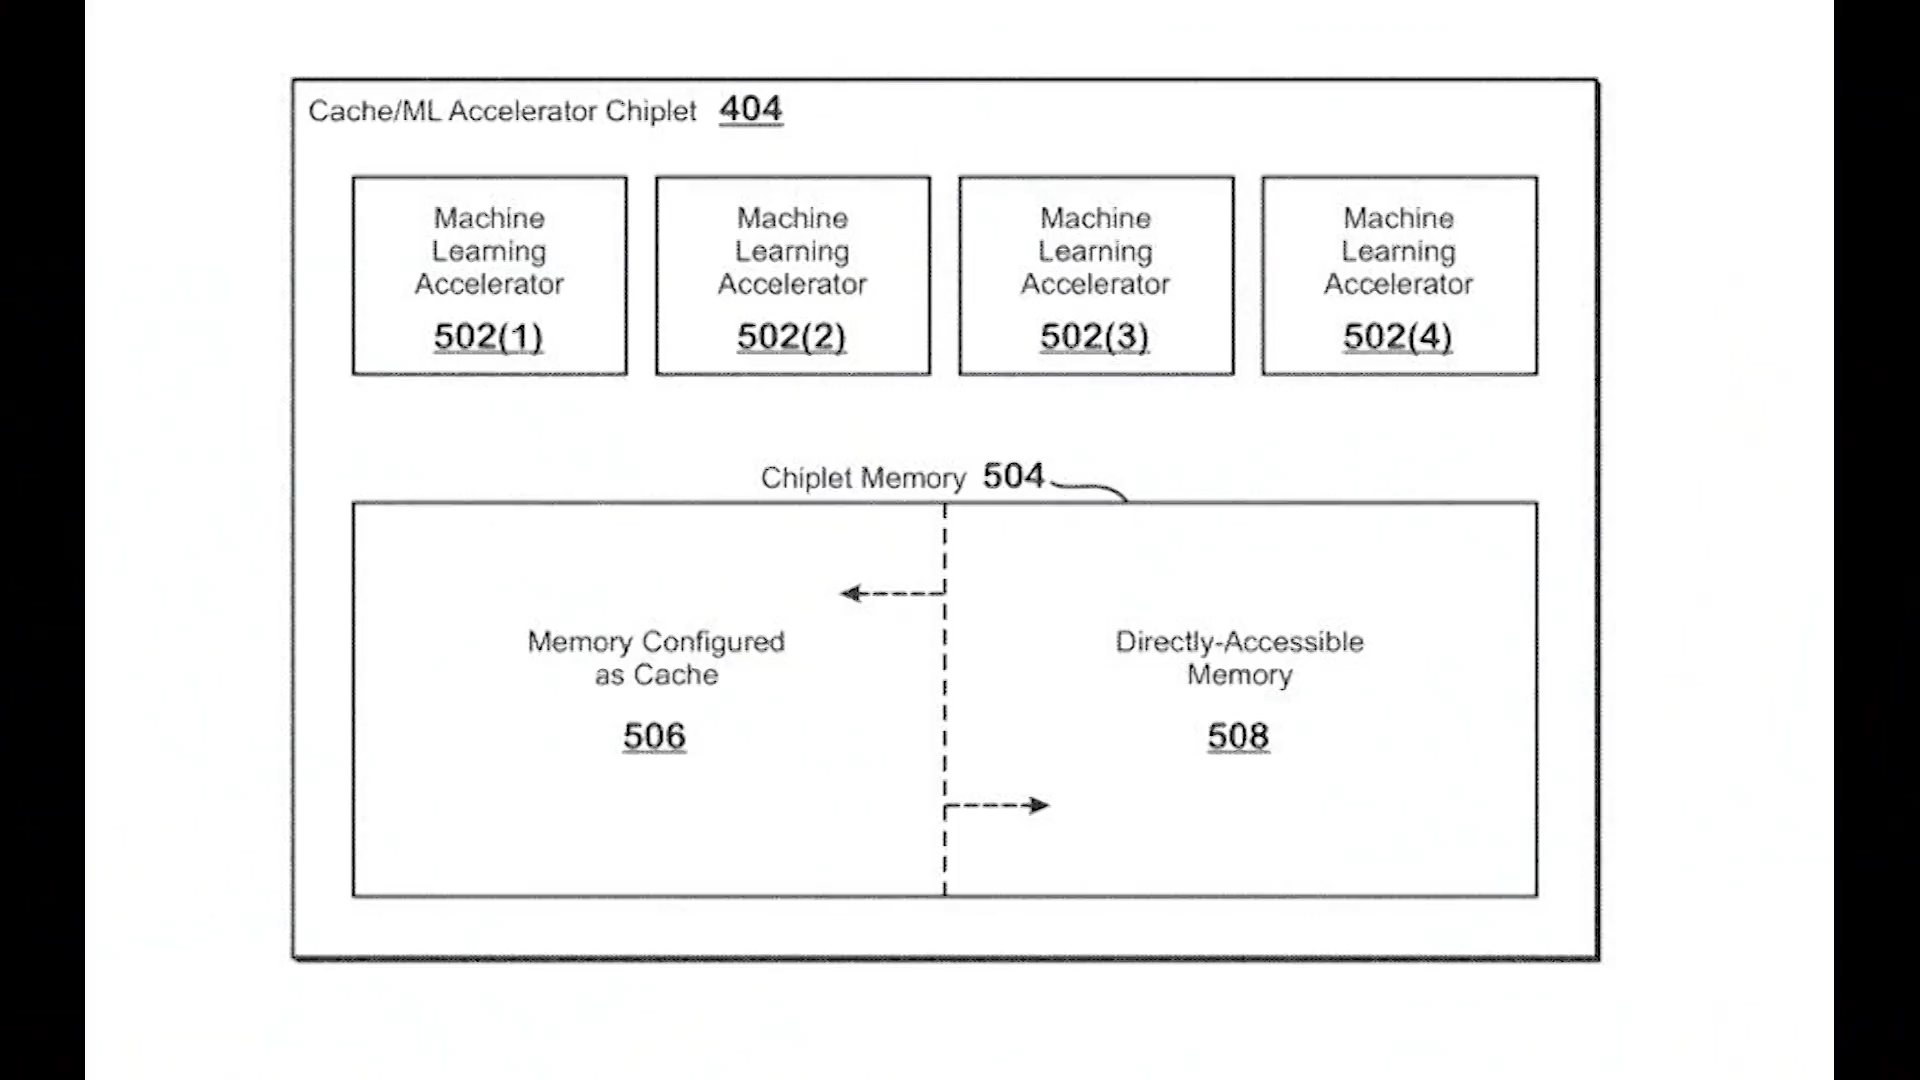 Cache/ML Accelerator Chiplet 404
Machine
Learning
Accelerator
502(1)
Machine
Learning
Accelerator
502(2)
Machine
Learning
Accelerator
502(3)
Machine
Learning
Accelerator
502(4)
Chiplet Memory 504
Memory Configured
as Cache
506
Directly-Accessible
Memory
508